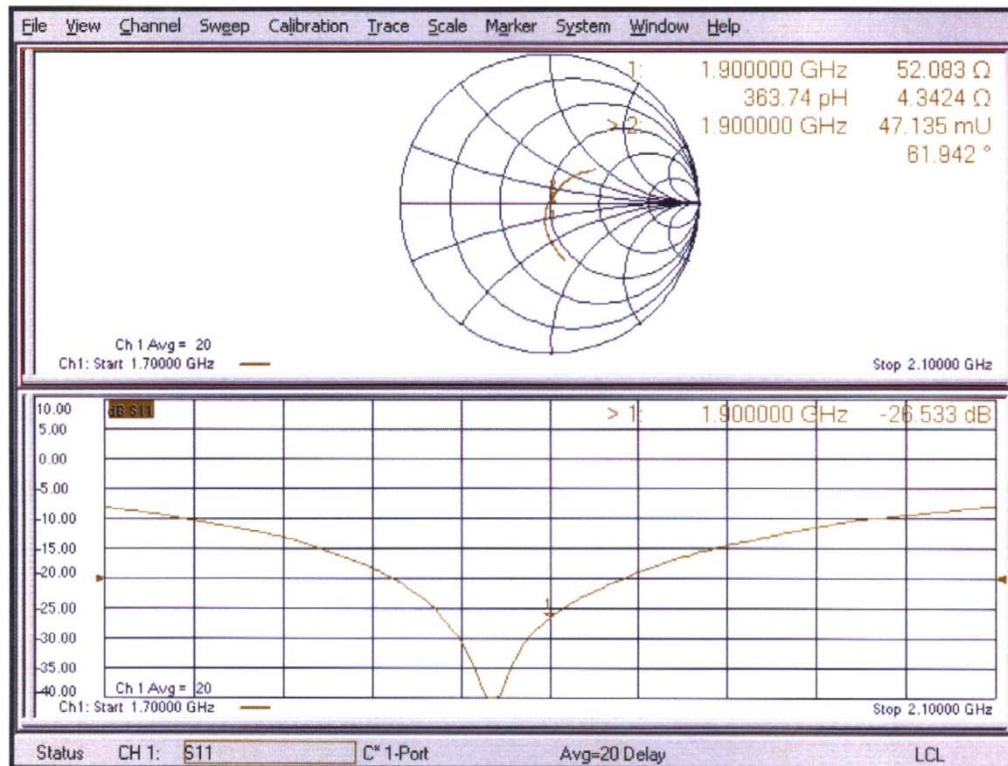 File View Channel Sweep Calibration Trace Scale Marker System Window Help
1: 1.900000 GHz 52.083 Ω
363.74 pH 4.3424 Ω
> 2: 1.900000 GHz 47.135 mU
61.942 °
Ch 1 Avg = 20
Ch1: Start 1.70000 GHz
Stop 2.10000 GHz
10.00 dB S11
> 1: 1.900000 GHz -26.533 dB
5.00
0.00
-5.00
-10.00
-15.00
-20.00
-25.00
1
-30.00
-35.00
-40.00
Ch 1 Avg = 20
Ch1: Start 1.70000 GHz
Stop 2.10000 GHz
Status CH 1: S11 C* 1-Port Avg=20 Delay LCL